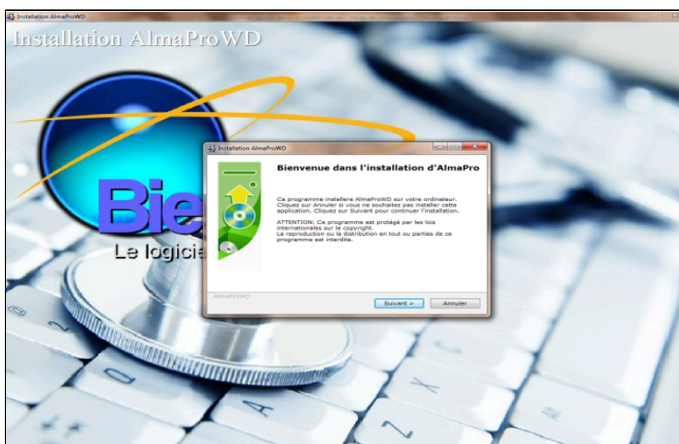 Installation AlmaProWD
Installation AlmaProWD
Bie
Le logicie
Installation AlmaProWD
Bienvenue dans l'installation d'AlmaPro
Ce programme installera AlmaProWD sur votre ordinateur.
Cliquez sur Annuler si vous ne souhaitez pas installer cette
application. Cliquez sur Suivant pour continuer l'installation.
ATTENTION: Ce programme est protégé par les lois
internationales sur le copyright.
La reproduction ou la distribution en tout ou parties de ce
programme est interdite.
AlmaProWD
Suivant >
Annuler